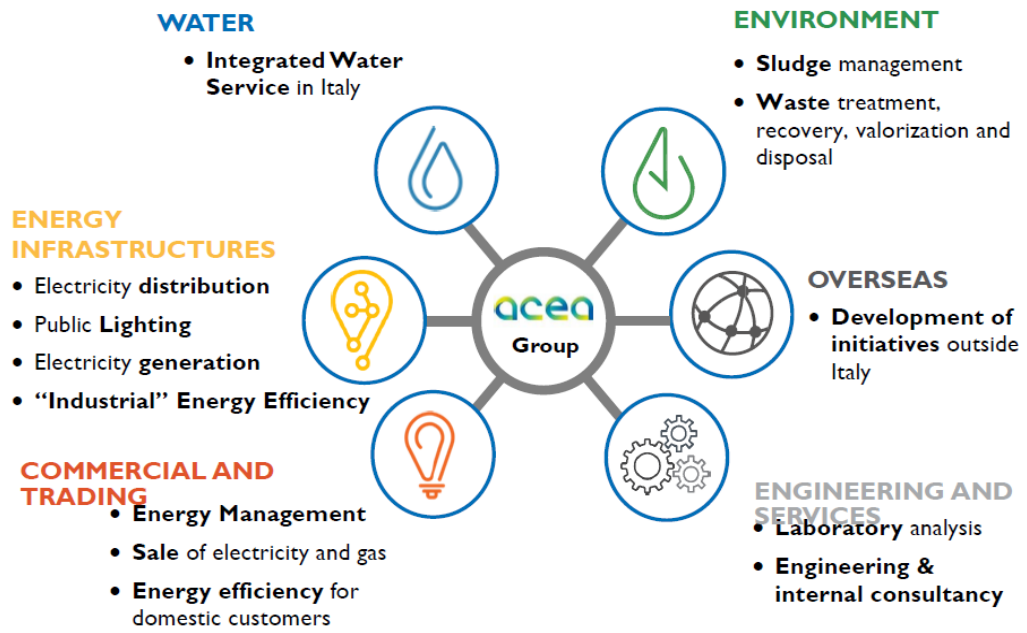 WATER
• Integrated Water
Service in Italy
ENVIRONMENT
• Sludge management
• Waste treatment,
recovery, valorization and
disposal
ENERGY
INFRASTRUCTURES
• Electricity distribution
• Public Lighting
• Electricity generation
• “Industrial” Energy Efficiency
acea
Group
OVERSEAS
• Development of
initiatives outside
Italy
COMMERCIAL AND
TRADING
• Energy Management
• Sale of electricity and gas
• Energy efficiency for
domestic customers
ENGINEERING AND
SERVICES
• Laboratory analysis
• Engineering &
internal consultancy